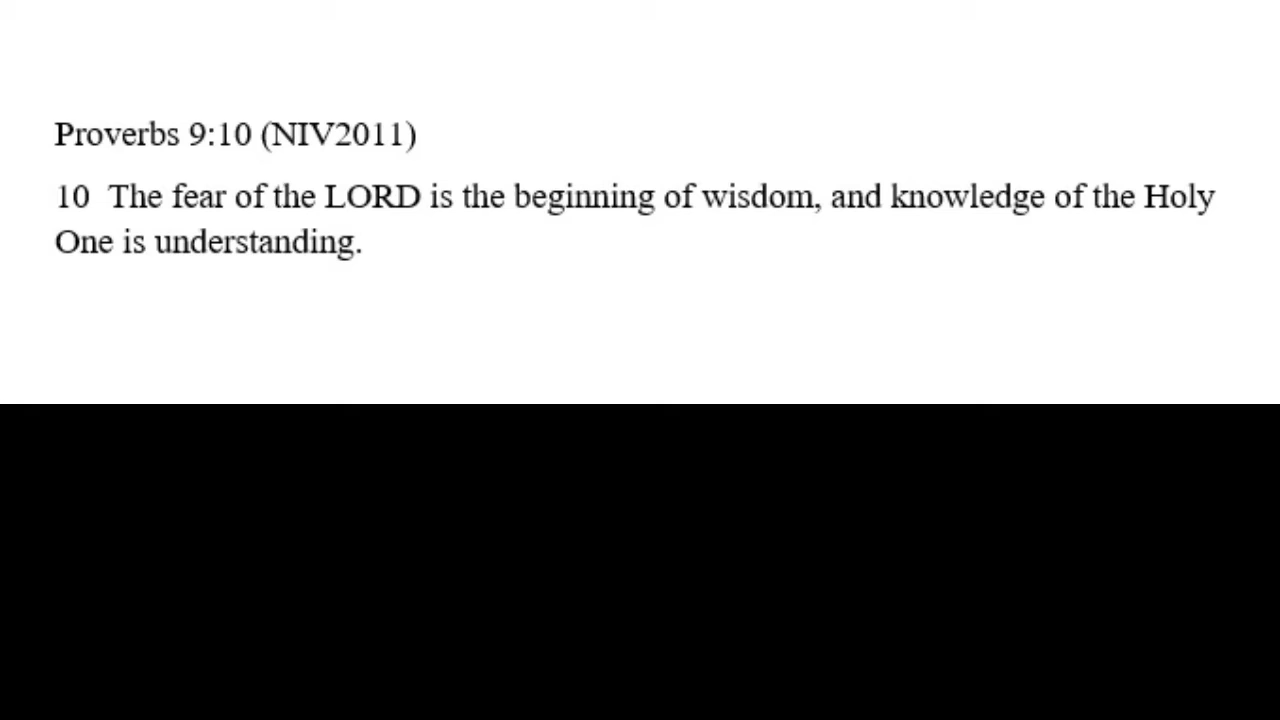 Proverbs 9:10 (NIV2011)
10  The fear of the LORD is the beginning of wisdom, and knowledge of the Holy
One is understanding.